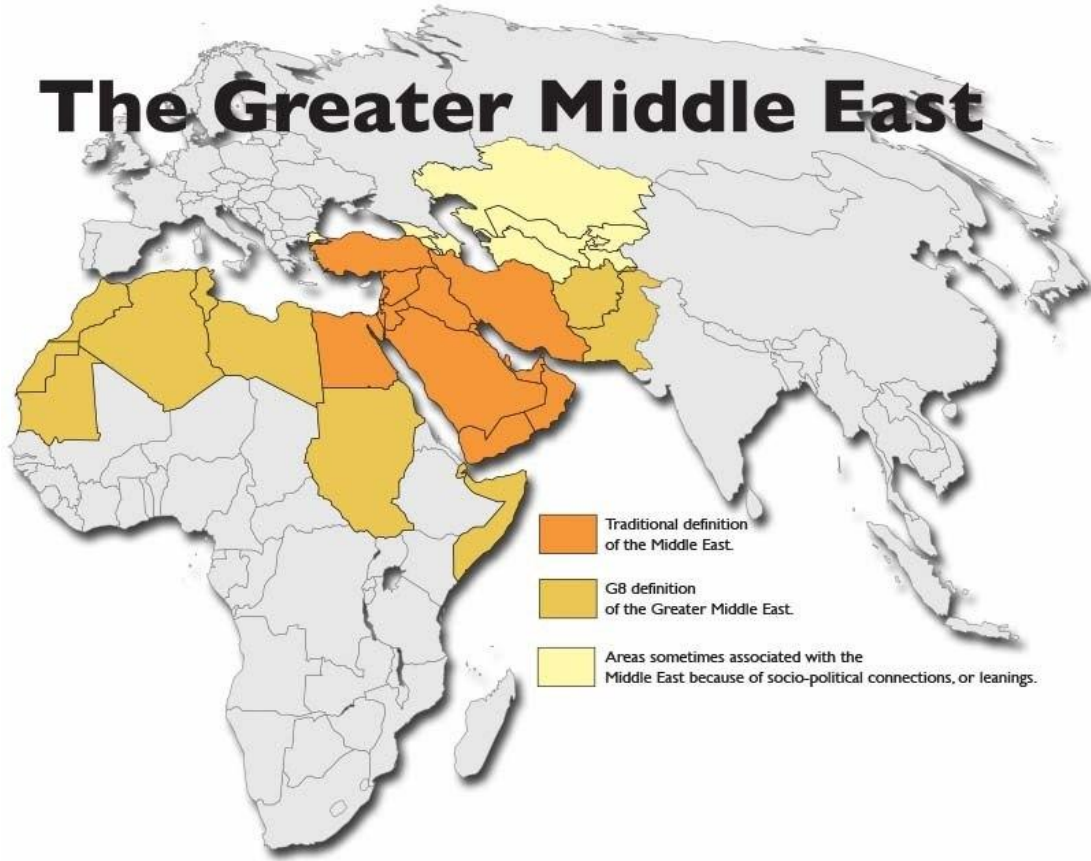 The Greater Middle East
Traditional definition
of the Middle East.
G8 definition
of the Greater Middle East.
Areas sometimes associated with the
Middle East because of socio-political connections, or leanings.